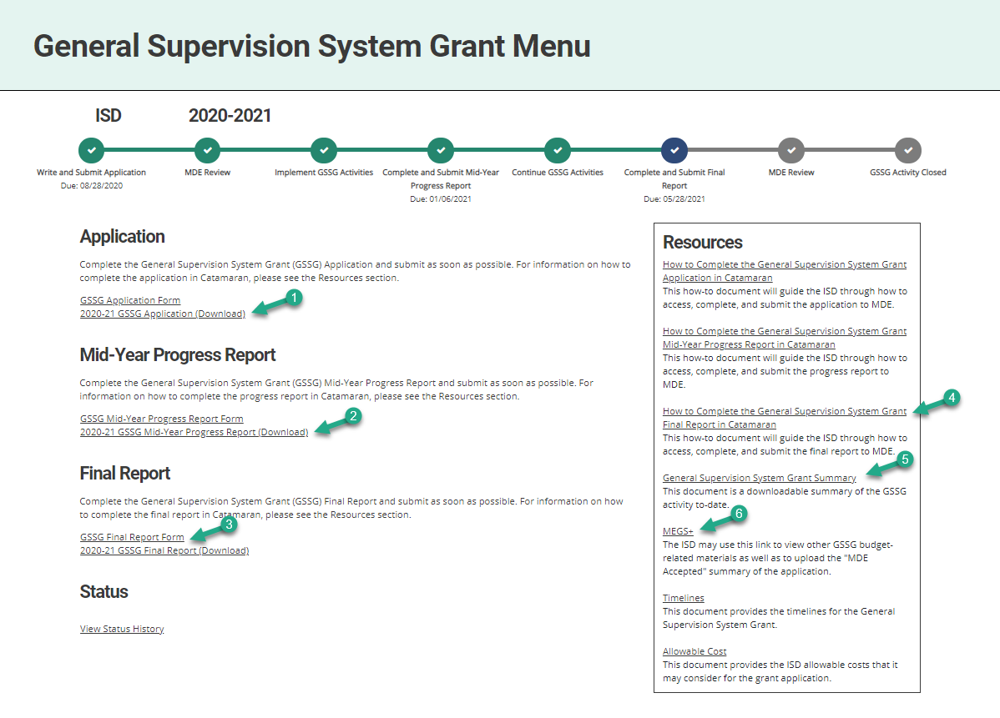 General Supervision System Grant Menu
ISD 2020-2021
Write and Submit Application
Due: 08/28/2020
MDE Review
Implement GSSG Activities
Complete and Submit Mid-Year
Progress Report
Due: 01/06/2021
Continue GSSG Activities
Complete and Submit Final
Report
Due: 05/28/2021
MDE Review
GSSG Activity Closed
Application
Complete the General Supervision System Grant (GSSG) Application and submit as soon as possible. For information on how to
complete the application in Catamaran, please see the Resources section.
GSSG Application Form
2020-21 GSSG Application (Download)
1
Mid-Year Progress Report
Complete the General Supervision System Grant (GSSG) Mid-Year Progress Report and submit as soon as possible. For
information on how to complete the progress report in Catamaran, please see the Resources section.
GSSG Mid-Year Progress Report Form
2020-21 GSSG Mid-Year Progress Report (Download)
2
Final Report
Complete the General Supervision System Grant (GSSG) Final Report and submit as soon as possible. For information on how
to complete the final report in Catamaran, please see the Resources section.
GSSG Final Report Form
3
2020-21 GSSG Final Report (Download)
Status
View Status History
Resources
How to Complete the General Supervision System Grant
Application in Catamaran
This how-to document will guide the ISD through how to
access, complete, and submit the application to MDE.
How to Complete the General Supervision System Grant
Mid-Year Progress Report in Catamaran
This how-to document will guide the ISD through how to
access, complete, and submit the progress report to
MDE.
How to Complete the General Supervision System Grant
4
Final Report in Catamaran
This how-to document will guide the ISD through how to
access, complete, and submit the final report to MDE.
5
General Supervision System Grant Summary
This document is a downloadable summary of the GSSG
activity to-date.
6
MEGS+
The ISD may use this link to view other GSSG budget-
related materials as well as to upload the "MDE
Accepted" summary of the application.
Timelines
This document provides the timelines for the General
Supervision System Grant.
Allowable Cost
This document provides the ISD allowable costs that it
may consider for the grant application.